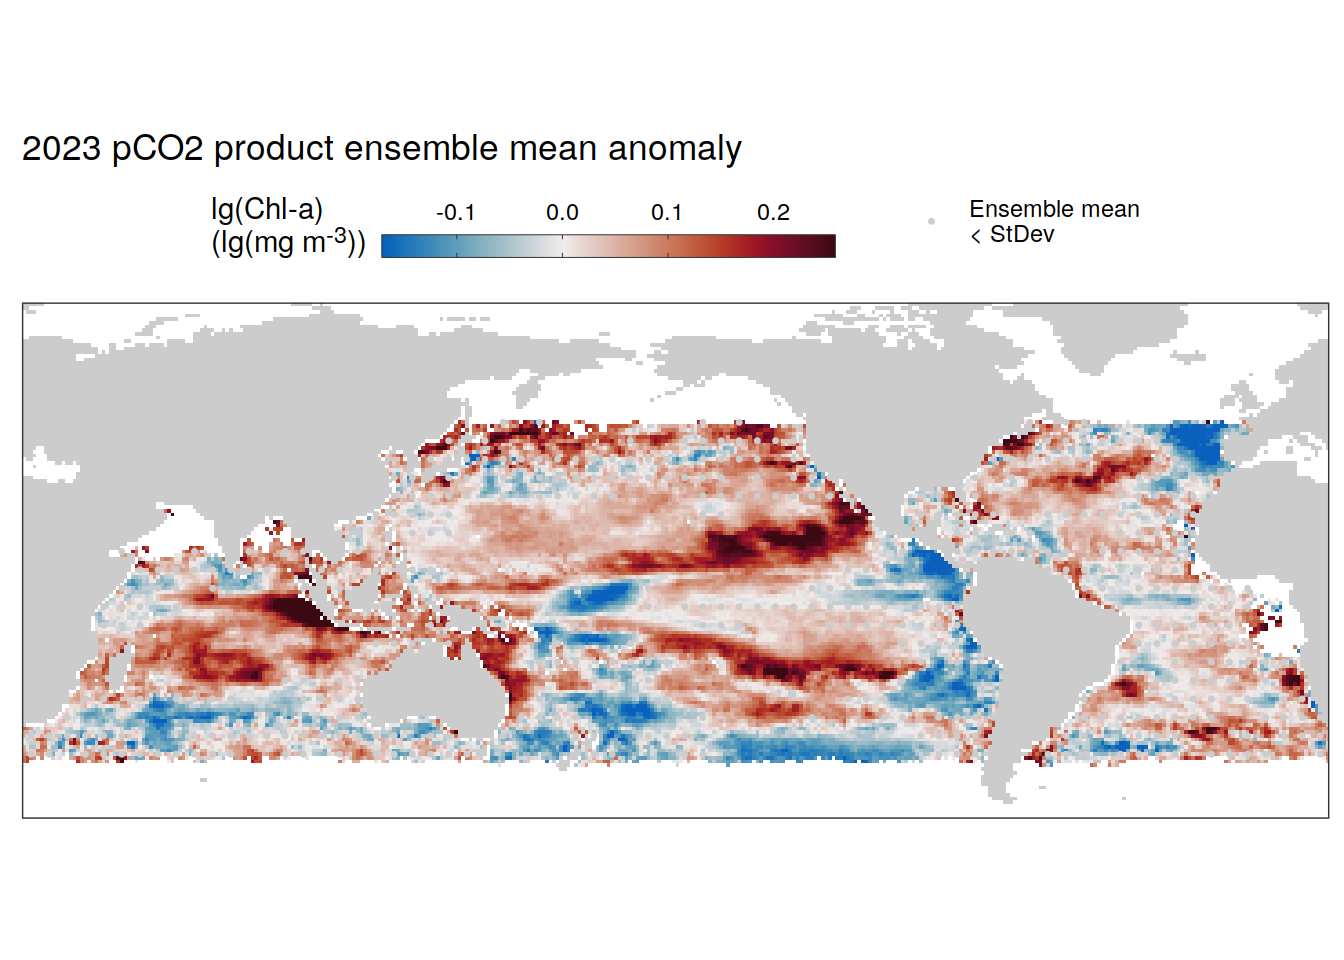 2023 pCO2 product ensemble mean anomaly
lg(Chl-a)
(lg(mg m⁻³))
-0.1 0.0 0.1 0.2
Ensemble mean
< StDev